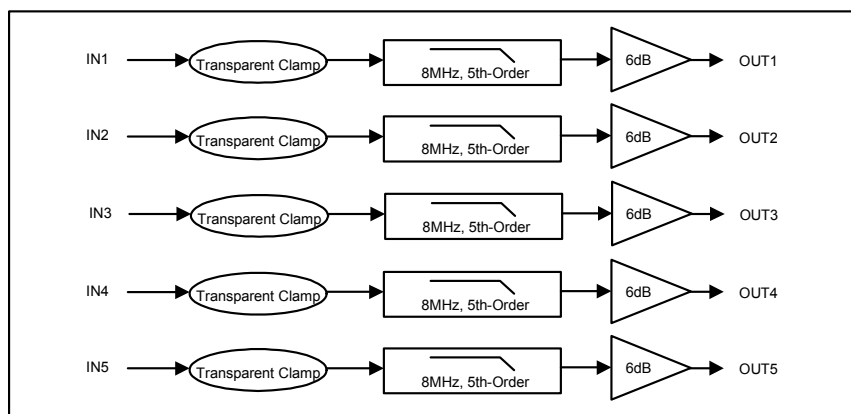 IN1 Transparent Clamp 8MHz, 5th-Order 6dB OUT1
IN2 Transparent Clamp 8MHz, 5th-Order 6dB OUT2
IN3 Transparent Clamp 8MHz, 5th-Order 6dB OUT3
IN4 Transparent Clamp 8MHz, 5th-Order 6dB OUT4
IN5 Transparent Clamp 8MHz, 5th-Order 6dB OUT5